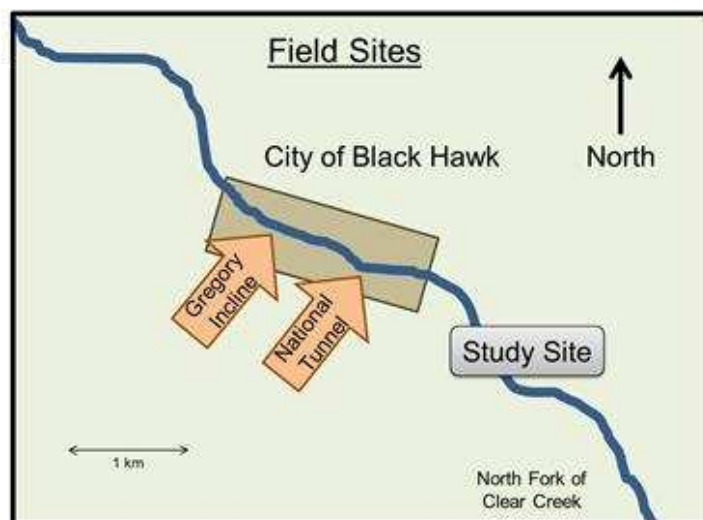 Field Sites
City of Black Hawk
North
Gregory
Incline
National
Tunnel
Study Site
1 km
North Fork of
Clear Creek